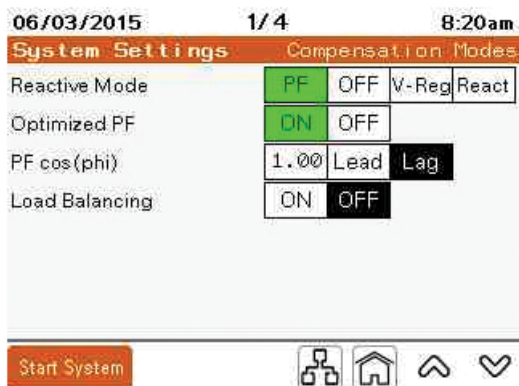 06/03/2015 1/4 8:20am
System Settings Compensation Modes
Reactive Mode PF OFF V-Reg React
Optimized PF ON OFF
PF cos(phi) 1.00 Lead Lag
Load Balancing ON OFF
Start System